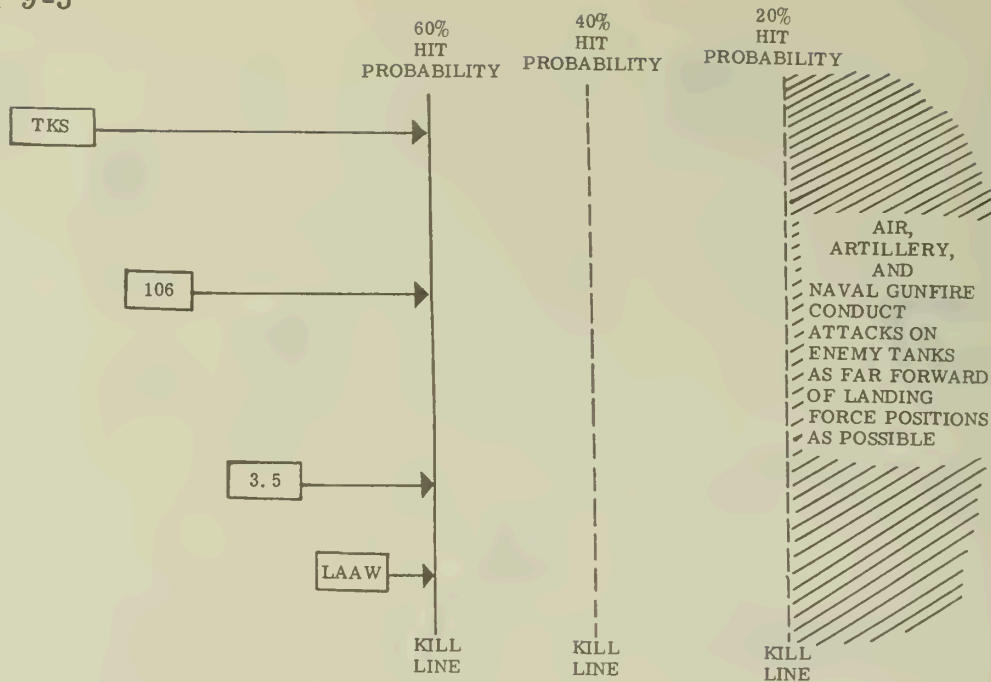 9-3
60%
HIT
PROBABILITY
40%
HIT
PROBABILITY
20%
HIT
PROBABILITY
TKS
106
3.5
LAAW
AIR,
ARTILLERY,
AND
NAVAL GUNFIRE
CONDUCT
ATTACKS ON
ENEMY TANKS
AS FAR FORWARD
OF LANDING
FORCE POSITIONS
AS POSSIBLE
KILL
LINE
KILL
LINE
KILL
LINE